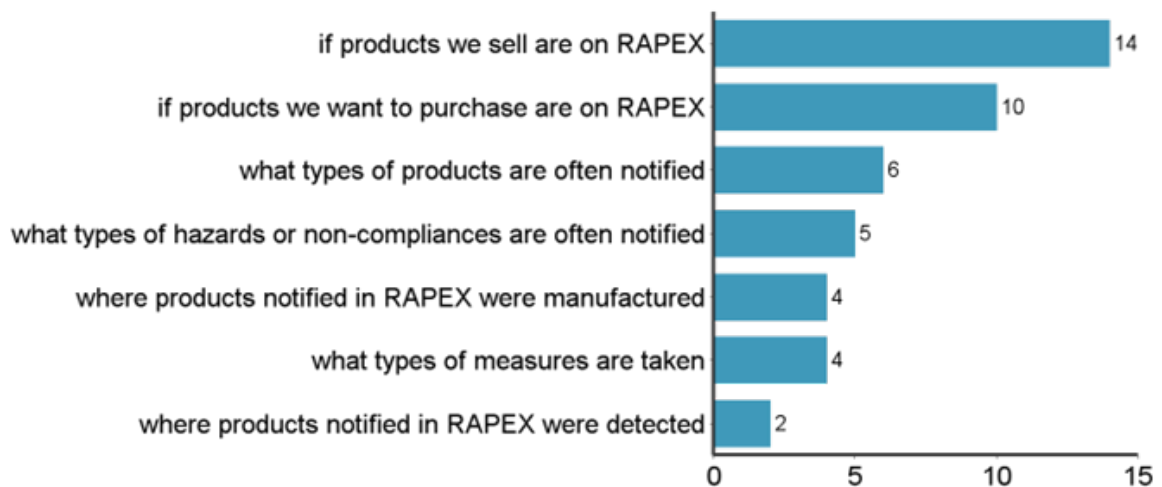 if products we sell are on RAPEX 14
if products we want to purchase are on RAPEX 10
what types of products are often notified 6
what types of hazards or non-compliances are often notified 5
where products notified in RAPEX were manufactured 4
what types of measures are taken 4
where products notified in RAPEX were detected 2
0 5 10 15